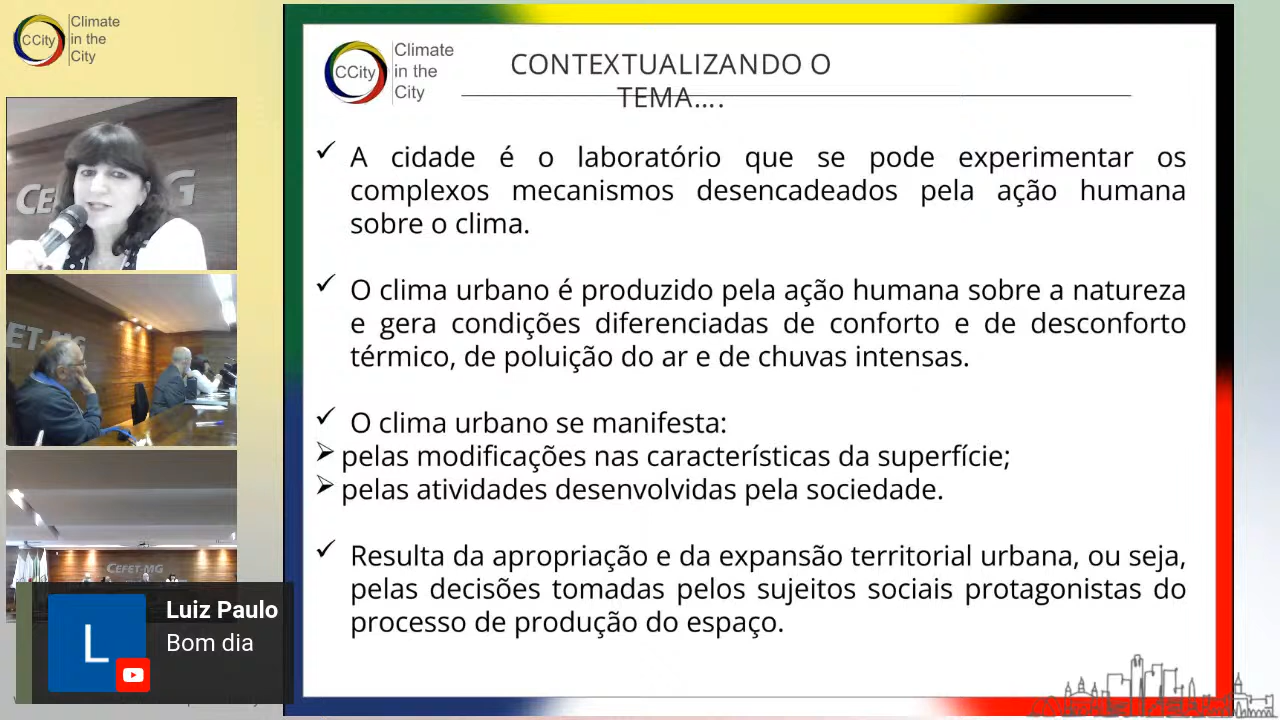 CCity
Climate
in the
City
CCity
Climate
in the
City
CONTEXTUALIZANDO O
TEMA....
A cidade é o laboratório que se pode experimentar os
complexos mecanismos desencadeados pela ação humana
sobre o clima.
O clima urbano é produzido pela ação humana sobre a natureza
e gera condições diferenciadas de conforto e de desconforto
térmico, de poluição do ar e de chuvas intensas.
O clima urbano se manifesta:
pelas modificações nas características da superfície;
pelas atividades desenvolvidas pela sociedade.
Resulta da apropriação e da expansão territorial urbana, ou seja,
pelas decisões tomadas pelos sujeitos sociais protagonistas do
processo de produção do espaço.
CEFET-MG
L
Luiz Paulo
Bom dia